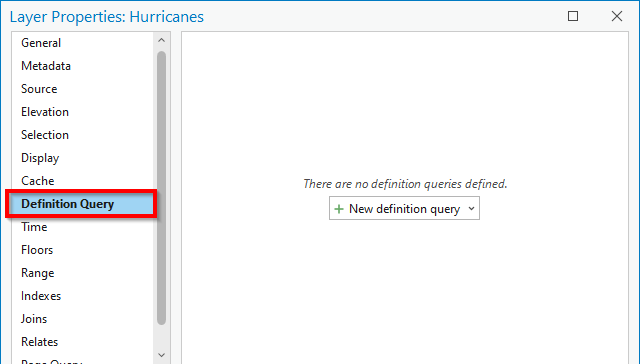 Layer Properties: Hurricanes
General
Metadata
Source
Elevation
Selection
Display
Cache
Definition Query
Time
Floors
Range
Indexes
Joins
Relates
Page Query
There are no definition queries defined.
New definition query